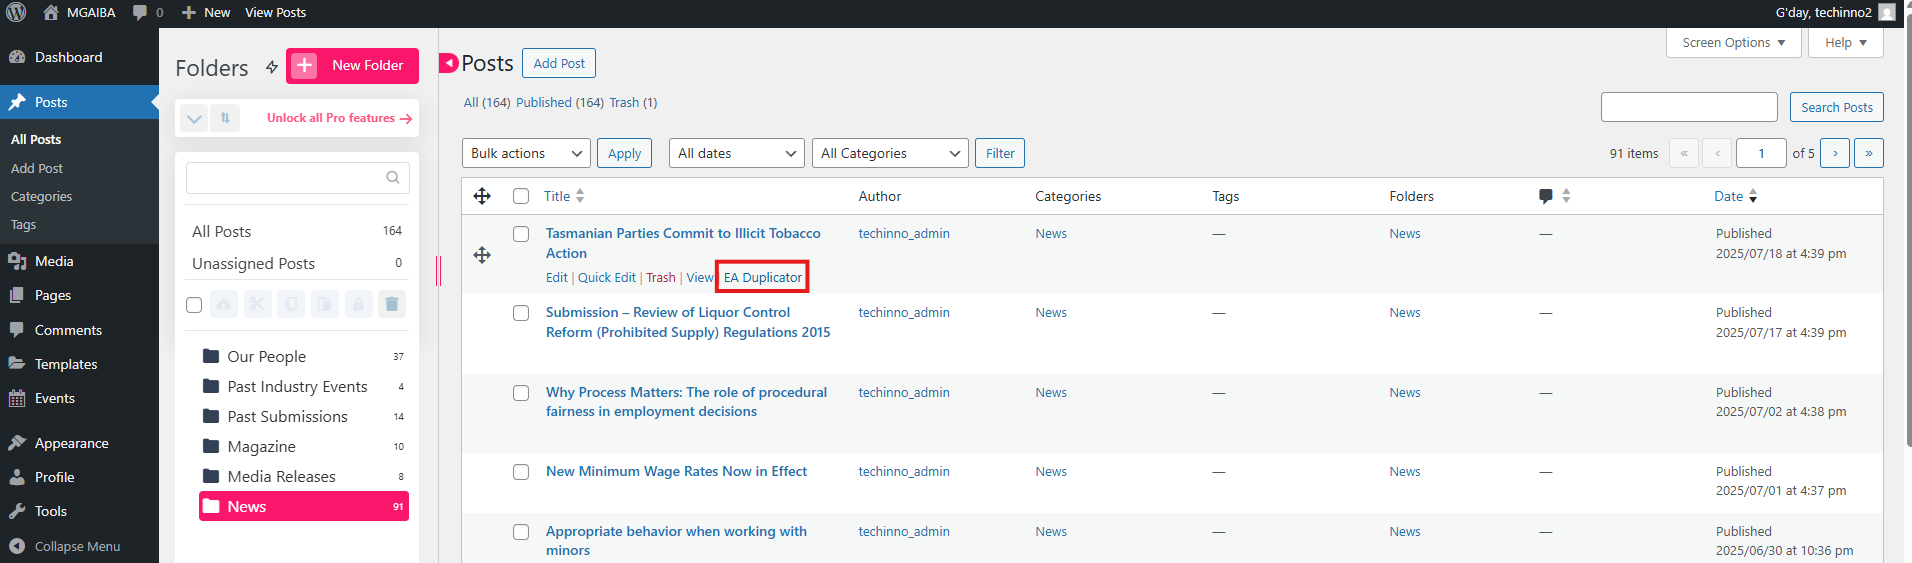 MGAIBA 0 New View Posts G'day, techinno2
Dashboard
Posts
All Posts
Add Post
Categories
Tags
Media
Pages
Comments
Templates
Events
Appearance
Profile
Tools
Collapse Menu
Folders New Folder
Unlock all Pro features
All Posts 164
Unassigned Posts 0
Our People 37
Past Industry Events 4
Past Submissions 14
Magazine 10
Media Releases 8
News 91
Screen Options Help
Posts Add Post
All (164) Published (164) Trash (1)
Search Posts
Bulk actions Apply All dates All Categories Filter 91 items « ‹ 1 of 5 › »
Title Author Categories Tags Folders Date
Tasmanian Parties Commit to Illicit Tobacco techinno_admin News — News — Published
Action 2025/07/18 at 4:39 pm
Edit | Quick Edit | Trash | View EA Duplicator
Submission – Review of Liquor Control techinno_admin News — News — Published
Reform (Prohibited Supply) Regulations 2015 2025/07/17 at 4:39 pm
Why Process Matters: The role of procedural techinno_admin News — News — Published
fairness in employment decisions 2025/07/02 at 4:38 pm
New Minimum Wage Rates Now in Effect techinno_admin News — News — Published
2025/07/01 at 4:37 pm
Appropriate behavior when working with techinno_admin News — News — Published
minors 2025/06/30 at 10:36 pm